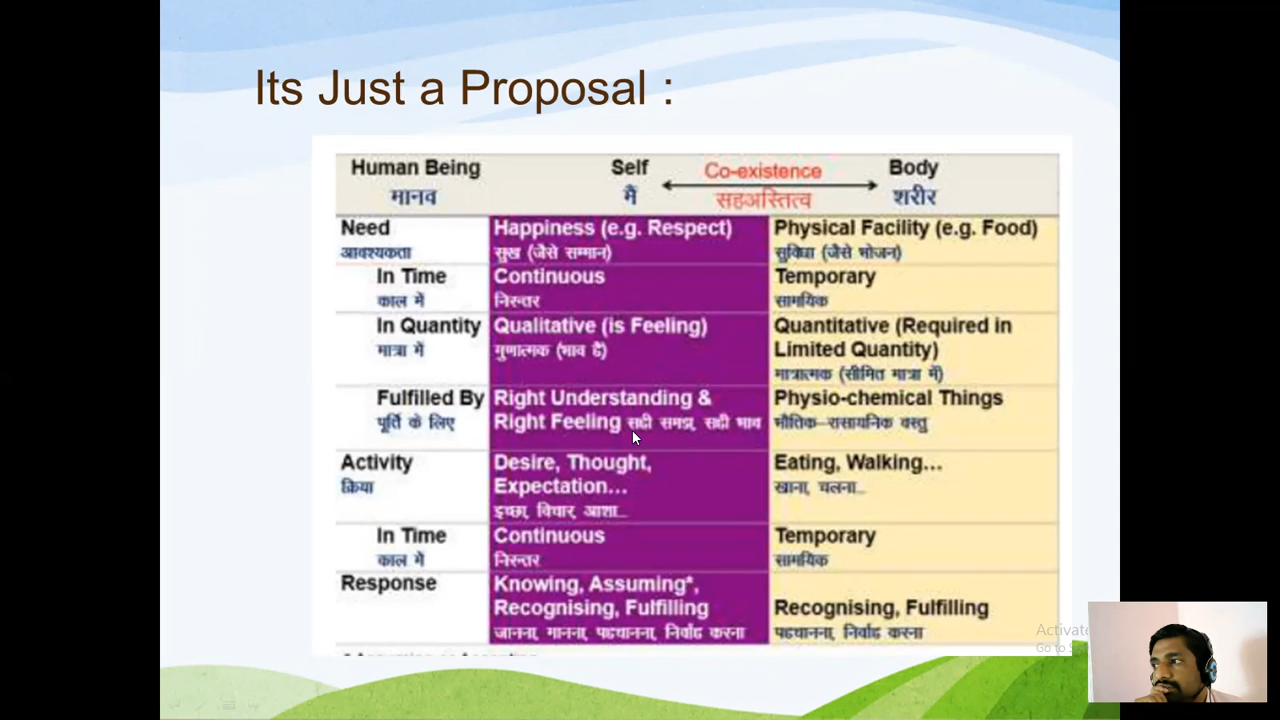 Its Just a Proposal :
Human Being Self Co-existence Body
मानव मैं सहअस्तित्व शरीर
Need Happiness (e.g. Respect) Physical Facility (e.g. Food)
आवश्यकता सुख (जैसे सम्मान) सुविधा (जैसे भोजन)
In Time Continuous Temporary
काल में निरन्तर सामयिक
In Quantity Qualitative (is Feeling) Quantitative (Required in
मात्रा में गुणात्मक (भाव है) Limited Quantity)
मात्रात्मक (सीमित मात्रा में)
Fulfilled By Right Understanding & Physio-chemical Things
पूर्ति के लिए Right Feeling सही समझ, सही भाव भौतिक–रासायनिक वस्तु
Activity Desire, Thought, Eating, Walking...
क्रिया Expectation... खाना, चलना...
इच्छा, विचार, आशा...
In Time Continuous Temporary
काल में निरन्तर सामयिक
Response Knowing, Assuming*,
Recognising, Fulfilling Recognising, Fulfilling
जानना, मानना, पहचानना, निर्वाह करना पहचानना, निर्वाह करना
Activate
Go to